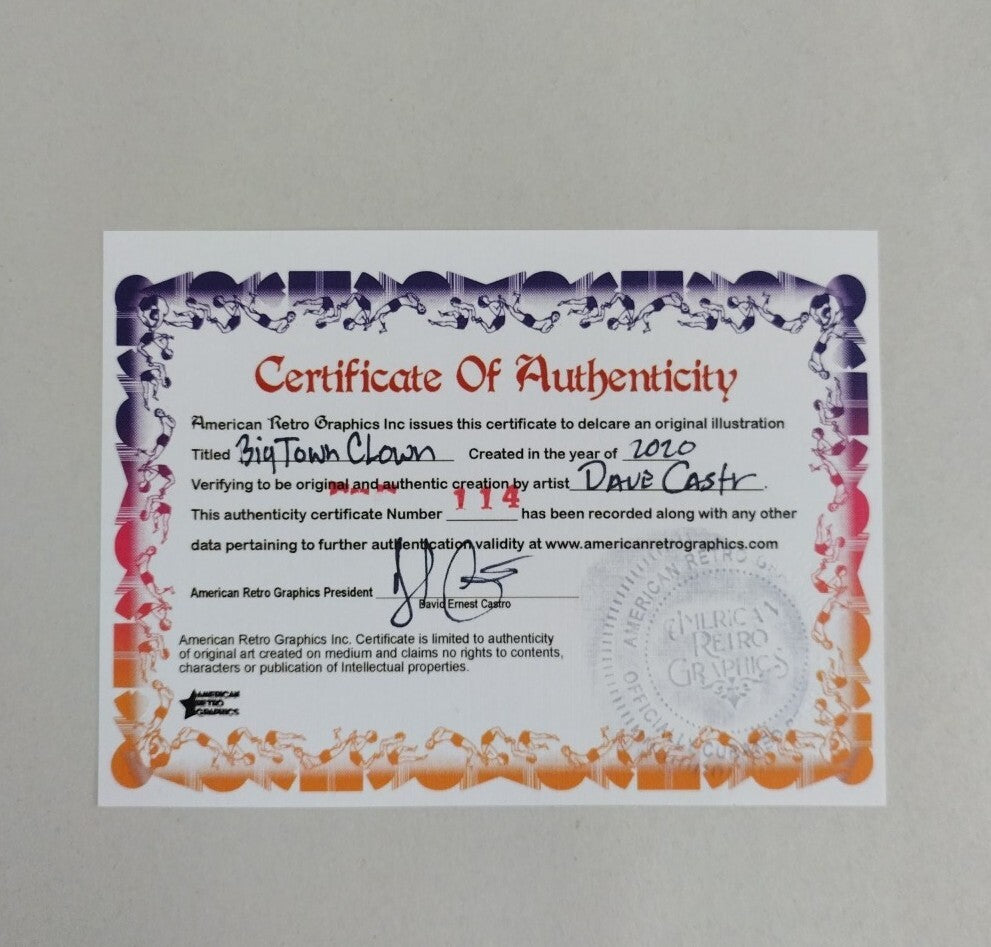 Certificate Of Authenticity
American Retro Graphics Inc issues this certificate to delcare an original illustration
Titled Big Town Clown Created in the year of 2020
Verifying to be original and authentic creation by artist Dave Castr
This authenticity certificate Number 114 has been recorded along with any other
data pertaining to further authentication validity at www.americanretrographics.com
American Retro Graphics President
David Ernest Castro
American Retro Graphics Inc. Certificate is limited to authenticity
of original art created on medium and claims no rights to contents,
characters or publication of Intellectual properties.
AMERICAN
RETRO
GRAPHICS
AMERICAN RETRO
OFFICIALLY
AMERICAN
RETRO
GRAPHICS